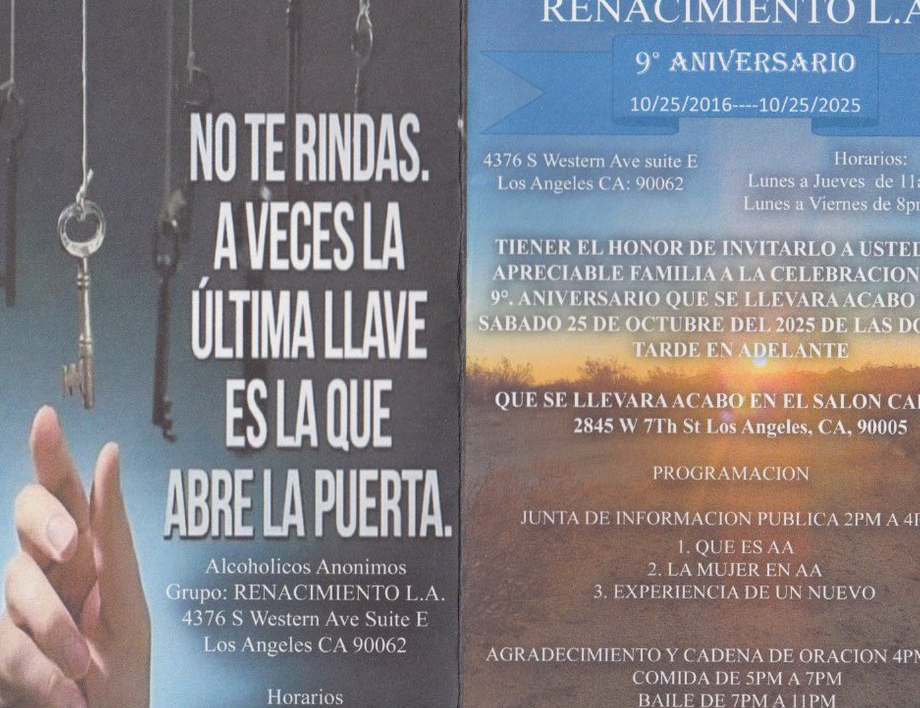 NO TE RINDAS.
A VECES LA
ÚLTIMA LLAVE
ES LA QUE
ABRE LA PUERTA.
Alcoholicos Anonimos
Grupo: RENACIMIENTO L.A.
4376 S Western Ave Suite E
Los Angeles CA 90062
Horarios
RENACIMIENTO L.A
9° ANIVERSARIO
10/25/2016----10/25/2025
4376 S Western Ave suite E
Los Angeles CA: 90062
Horarios:
Lunes a Jueves de 11a
Lunes a Viernes de 8pm
TIENER EL HONOR DE INVITARLO A USTED
APRECIABLE FAMILIA A LA CELEBRACION
9°. ANIVERSARIO QUE SE LLEVARA ACABO
SABADO 25 DE OCTUBRE DEL 2025 DE LAS DO
TARDE EN ADELANTE
QUE SE LLEVARA ACABO EN EL SALON CA
2845 W 7Th St Los Angeles, CA, 90005
PROGRAMACION
JUNTA DE INFORMACION PUBLICA 2PM A 4P
1. QUE ES AA
2. LA MUJER EN AA
3. EXPERIENCIA DE UN NUEVO
AGRADECIMIENTO Y CADENA DE ORACION 4PM
COMIDA DE 5PM A 7PM
BAILE DE 7PM A 11PM